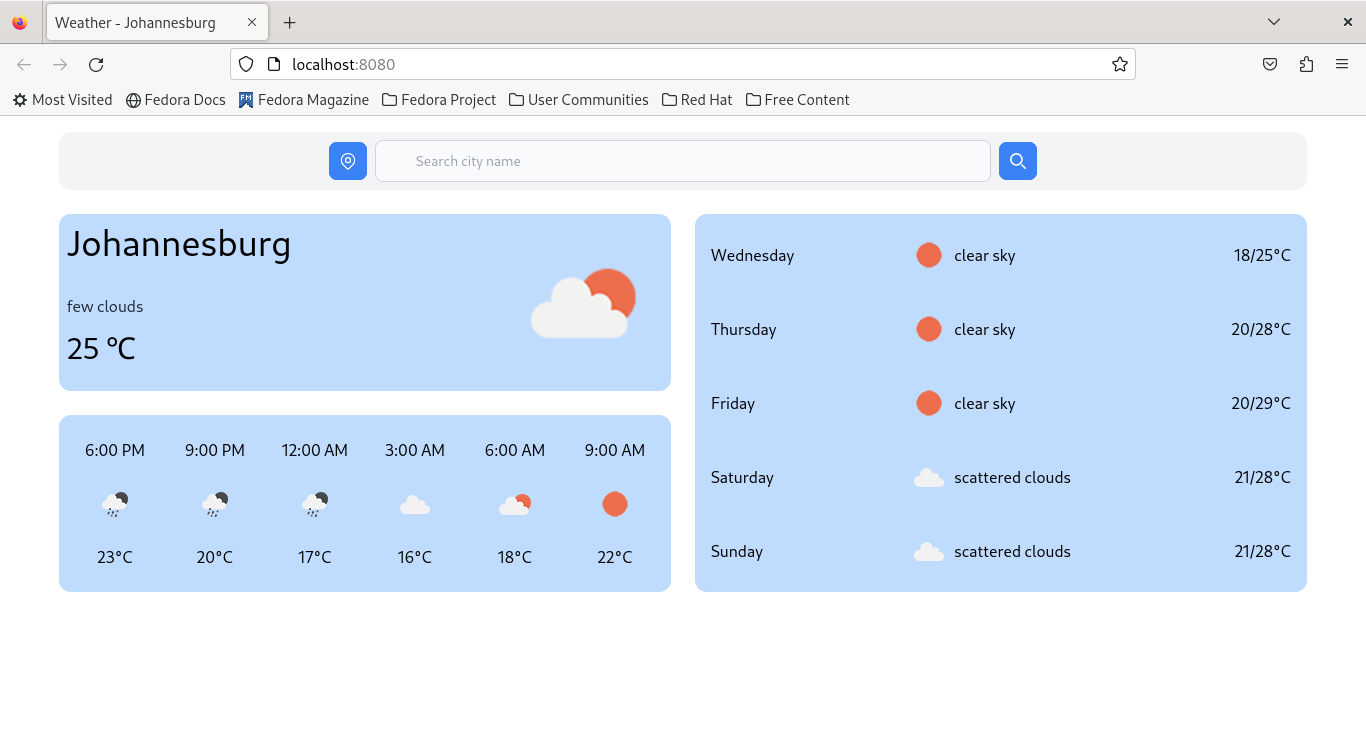 Weather - Johannesburg
localhost:8080
Most Visited Fedora Docs FM Fedora Magazine Fedora Project User Communities Red Hat Free Content
Search city name
Johannesburg
few clouds
25 °C
6:00 PM 9:00 PM 12:00 AM 3:00 AM 6:00 AM 9:00 AM
23°C 20°C 17°C 16°C 18°C 22°C
Wednesday clear sky 18/25°C
Thursday clear sky 20/28°C
Friday clear sky 20/29°C
Saturday scattered clouds 21/28°C
Sunday scattered clouds 21/28°C